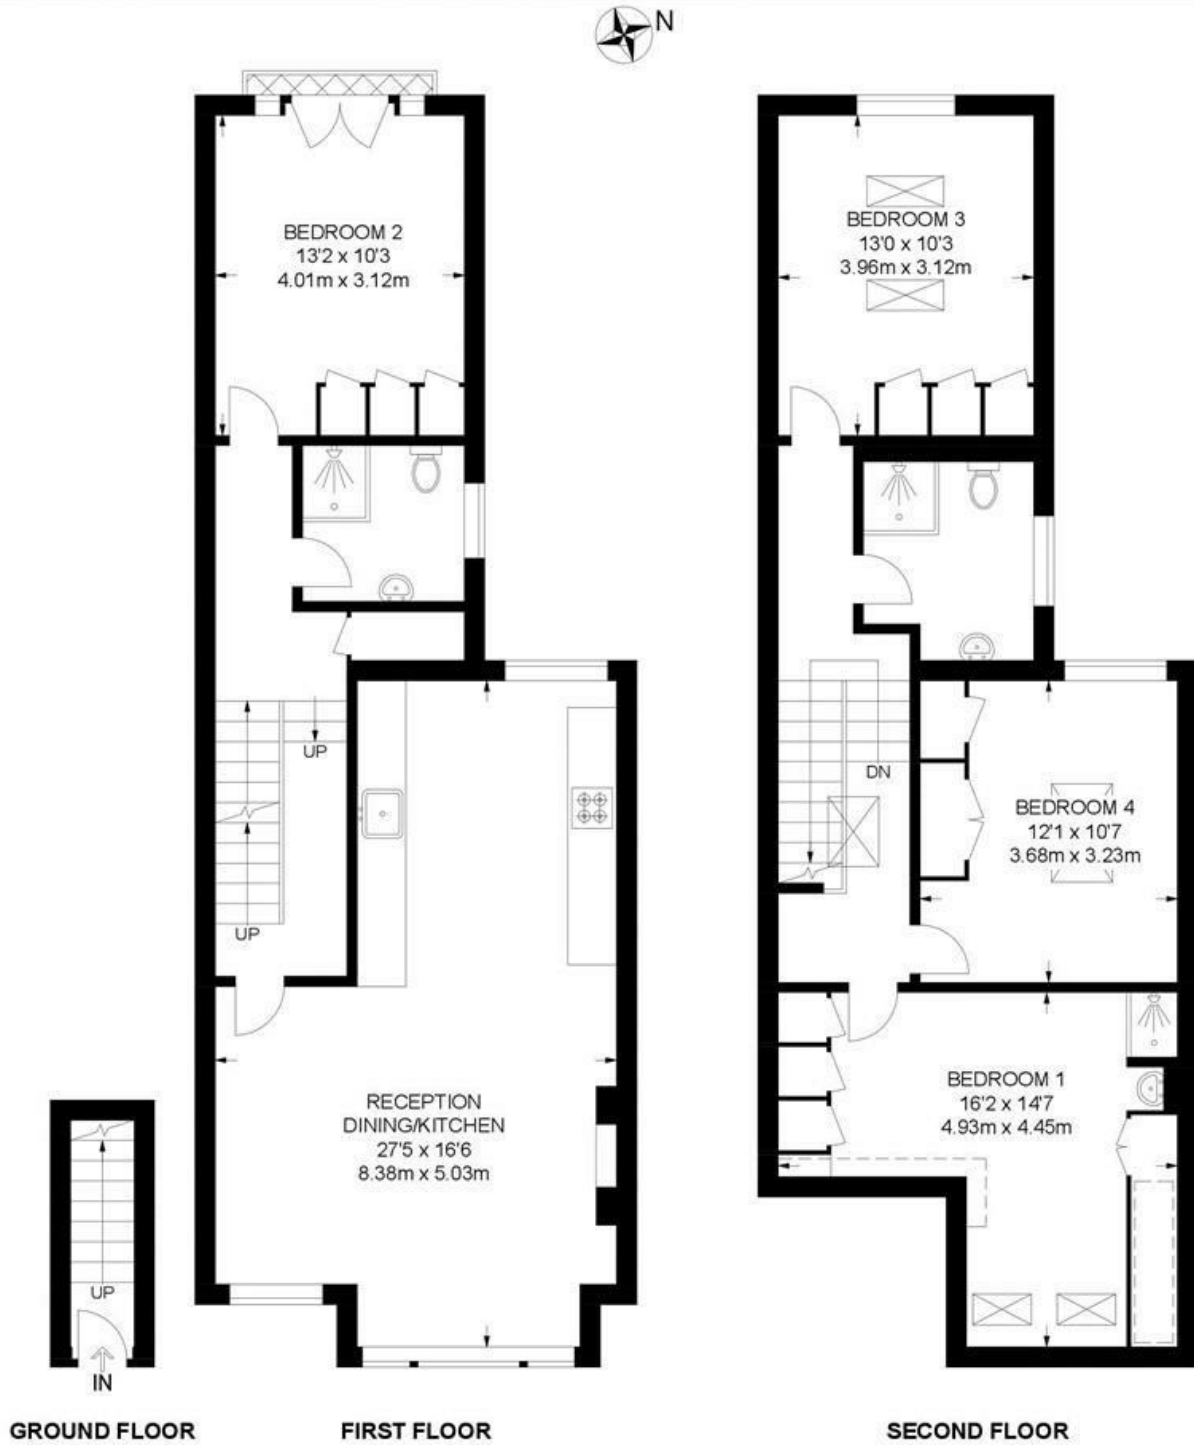 N
BEDROOM 2
13'2 x 10'3
4.01m x 3.12m
BEDROOM 3
13'0 x 10'3
3.96m x 3.12m
UP
UP
DN
BEDROOM 4
12'1 x 10'7
3.68m x 3.23m
RECEPTION
DINING/KITCHEN
27'5 x 16'6
8.38m x 5.03m
BEDROOM 1
16'2 x 14'7
4.93m x 4.45m
UP
IN
GROUND FLOOR
FIRST FLOOR
SECOND FLOOR